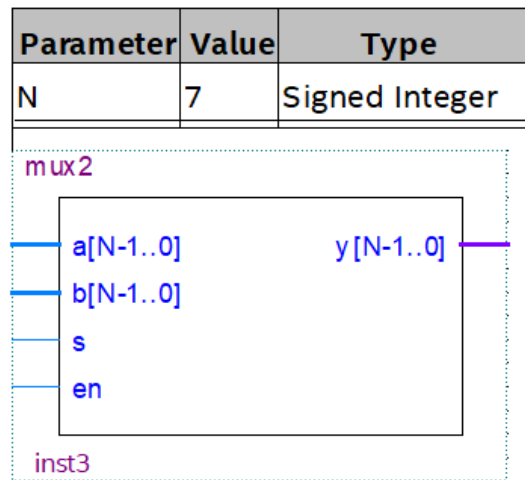 Parameter Value Type
N 7 Signed Integer
mux2
a[N-1..0] y[N-1..0]
b[N-1..0]
s
en
inst3